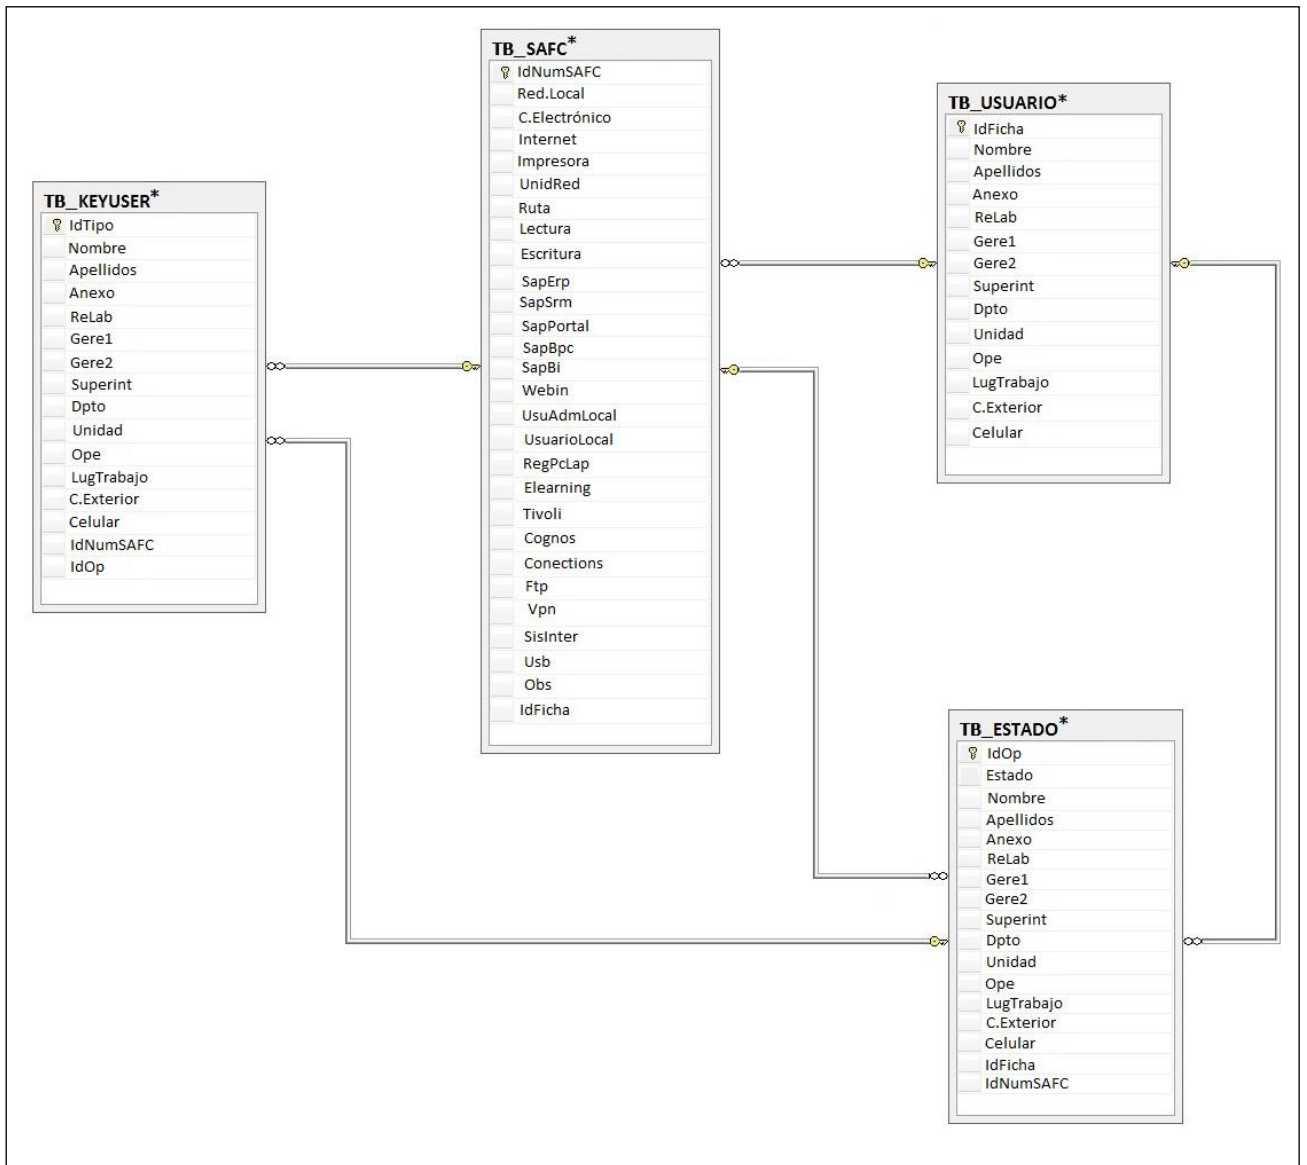 TB_SAFC*
IdNumSAFC
Red.Local
C.Electrónico
Internet
Impresora
UnidRed
Ruta
Lectura
Escritura
SapErp
SapSrm
SapPortal
SapBpc
SapBi
Webin
UsuAdmLocal
UsuarioLocal
RegPcLap
Elearning
Tivoli
Cognos
Conections
Ftp
Vpn
SisInter
Usb
Obs
IdFicha
TB_USUARIO*
IdFicha
Nombre
Apellidos
Anexo
ReLab
Gere1
Gere2
Superint
Dpto
Unidad
Ope
LugTrabajo
C.Exterior
Celular
TB_KEYUSER*
IdTipo
Nombre
Apellidos
Anexo
ReLab
Gere1
Gere2
Superint
Dpto
Unidad
Ope
LugTrabajo
C.Exterior
Celular
IdNumSAFC
IdOp
TB_ESTADO*
IdOp
Estado
Nombre
Apellidos
Anexo
ReLab
Gere1
Gere2
Superint
Dpto
Unidad
Ope
LugTrabajo
C.Exterior
Celular
IdFicha
IdNumSAFC